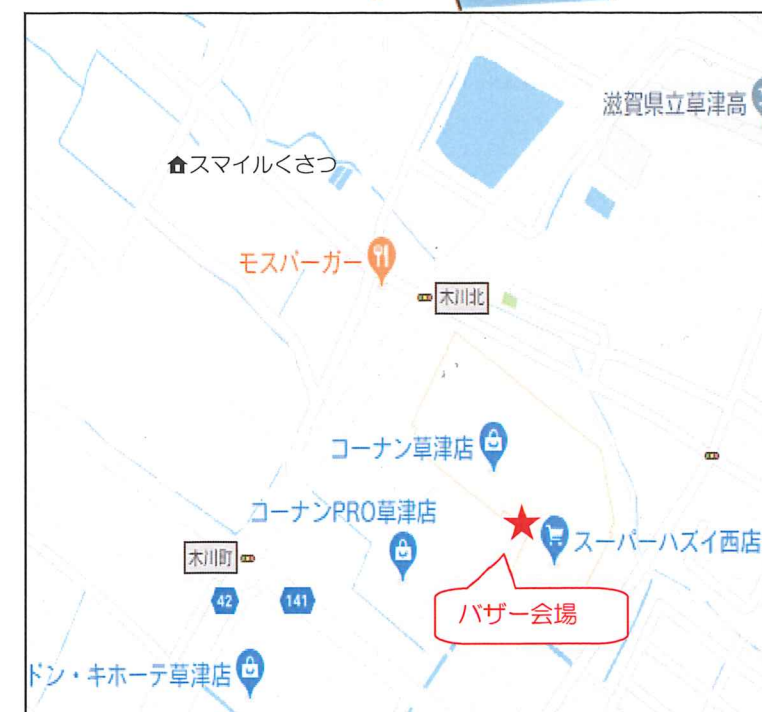 滋賀県立草津高
スマイルくさつ
モスバーガー
木川北
コーナン草津店
コーナンPRO草津店
スーパーハズイ西店
木川町
42
141
バザー会場
ドン・キホーテ草津店